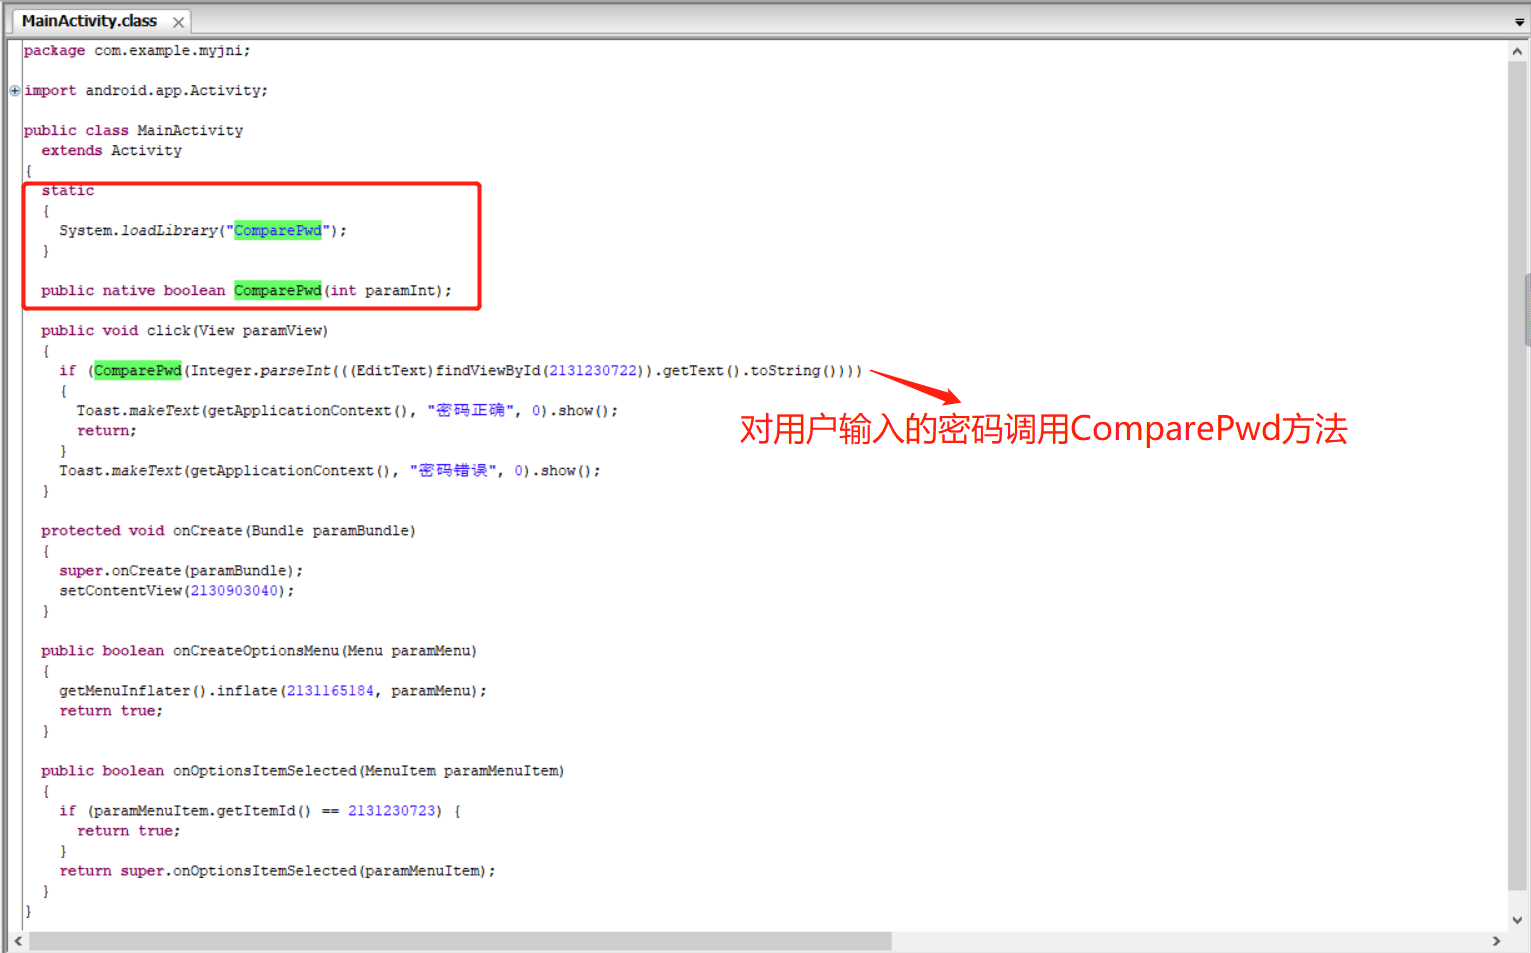 MainActivity.class
package com.example.myjni;
import android.app.Activity;
public class MainActivity
extends Activity
{
static
{
System.loadLibrary("ComparePwd");
}
public native boolean ComparePwd(int paramInt);
public void click(View paramView)
{
if (ComparePwd(Integer.parseInt(((EditText)findViewById(2131230722)).getText().toString())))
{
Toast.makeText(getApplicationContext(), "密码正确", 0).show();
return;
}
对用户输入的密码调用ComparePwd方法
Toast.makeText(getApplicationContext(), "密码错误", 0).show();
}
protected void onCreate(Bundle paramBundle)
{
super.onCreate(paramBundle);
setContentView(2130903040);
}
public boolean onCreateOptionsMenu(Menu paramMenu)
{
getMenuInflater().inflate(2131165184, paramMenu);
return true;
}
public boolean onOptionsItemSelected(MenuItem paramMenuItem)
{
if (paramMenuItem.getItemId() == 2131230723) {
return true;
}
return super.onOptionsItemSelected(paramMenuItem);
}
}